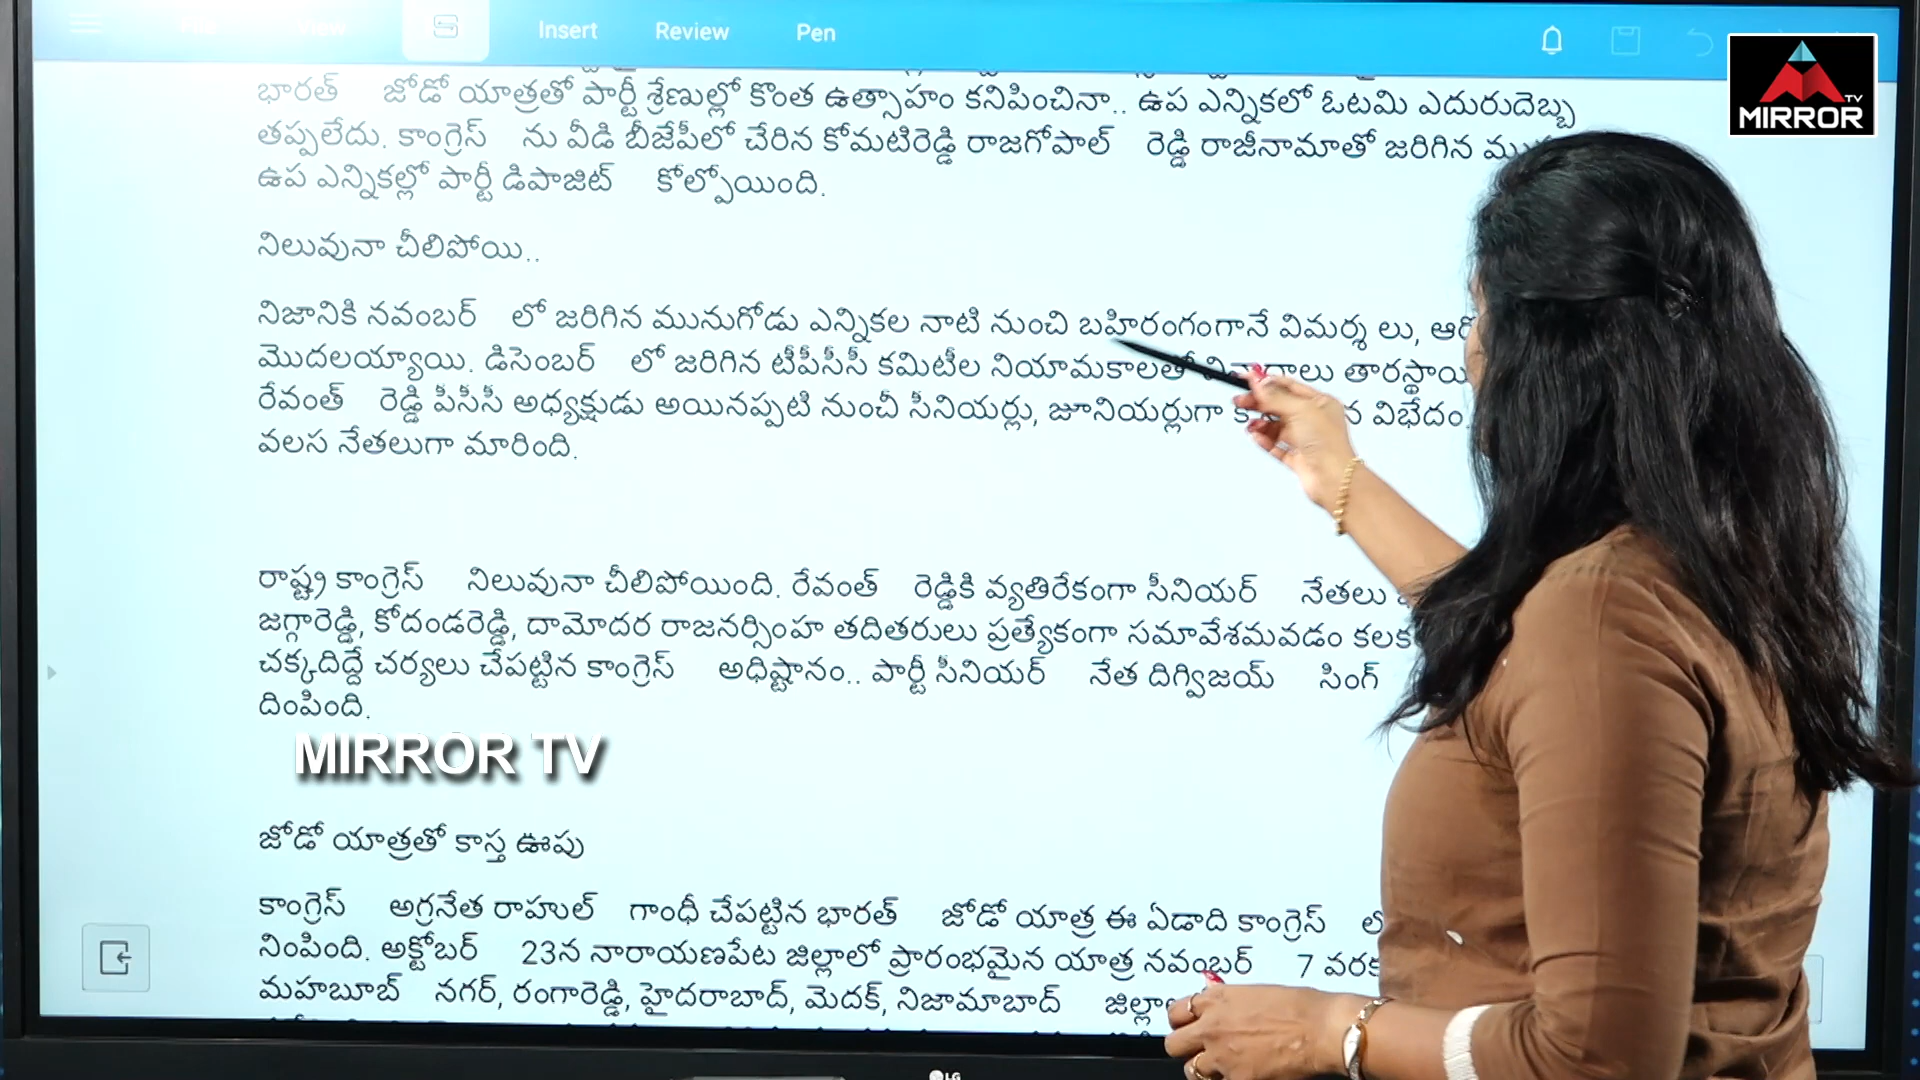 Insert Review Pen
TV
MIRROR
భారత్ జోడో యాత్రతో పార్టీ శ్రేణుల్లో కొంత ఉత్సాహం కనిపించినా.. ఉప ఎన్నికలో ఓటమి ఎదురుదెబ్బ
తప్పలేదు. కాంగ్రెస్ ను వీడి బీజేపీలో చేరిన కోమటిరెడ్డి రాజగోపాల్ రెడ్డి రాజీనామాతో జరిగిన
ఉప ఎన్నికల్లో పార్టీ డిపాజిట్ కోల్పోయింది.
నిలువునా చీలిపోయి..
నిజానికి నవంబర్ లో జరిగిన మునుగోడు ఎన్నికల నాటి నుంచి బహిరంగంగానే విమర్శ లు,
మొదలయ్యాయి. డిసెంబర్ లో జరిగిన టీపీసీసీ కమిటీల నియామకాలతో
రేవంత్ రెడ్డి పీసీసీ అధ్యక్షుడు అయినప్పటి నుంచీ సీనియర్లు, జూనియర్లుగా విభేదం.
వలస నేతలుగా మారింది.
రాష్ట్ర కాంగ్రెస్ నిలువునా చీలిపోయింది. రేవంత్ రెడ్డికి వ్యతిరేకంగా సీనియర్ నేతలు
జగ్గారెడ్డి, కోదండరెడ్డి, దామోదర రాజనర్సింహ తదితరులు ప్రత్యేకంగా సమావేశమవడం
చక్కదిద్దే చర్యలు చేపట్టిన కాంగ్రెస్ అధిష్టానం.. పార్టీ సీనియర్ నేత దిగ్విజయ్ సింగ్
దింపింది.
MIRROR TV
జోడో యాత్రతో కాస్త ఊపు
కాంగ్రెస్ అగ్రనేత రాహుల్ గాంధీ చేపట్టిన భారత్ జోడో యాత్ర ఈ ఏడాది కాంగ్రెస్
నింపింది. అక్టోబర్ 23న నారాయణపేట జిల్లాలో ప్రారంభమైన యాత్ర నవంబర్ 7
మహబూబ్ నగర్, రంగారెడ్డి, హైదరాబాద్, మెదక్, నిజామాబాద్
LG